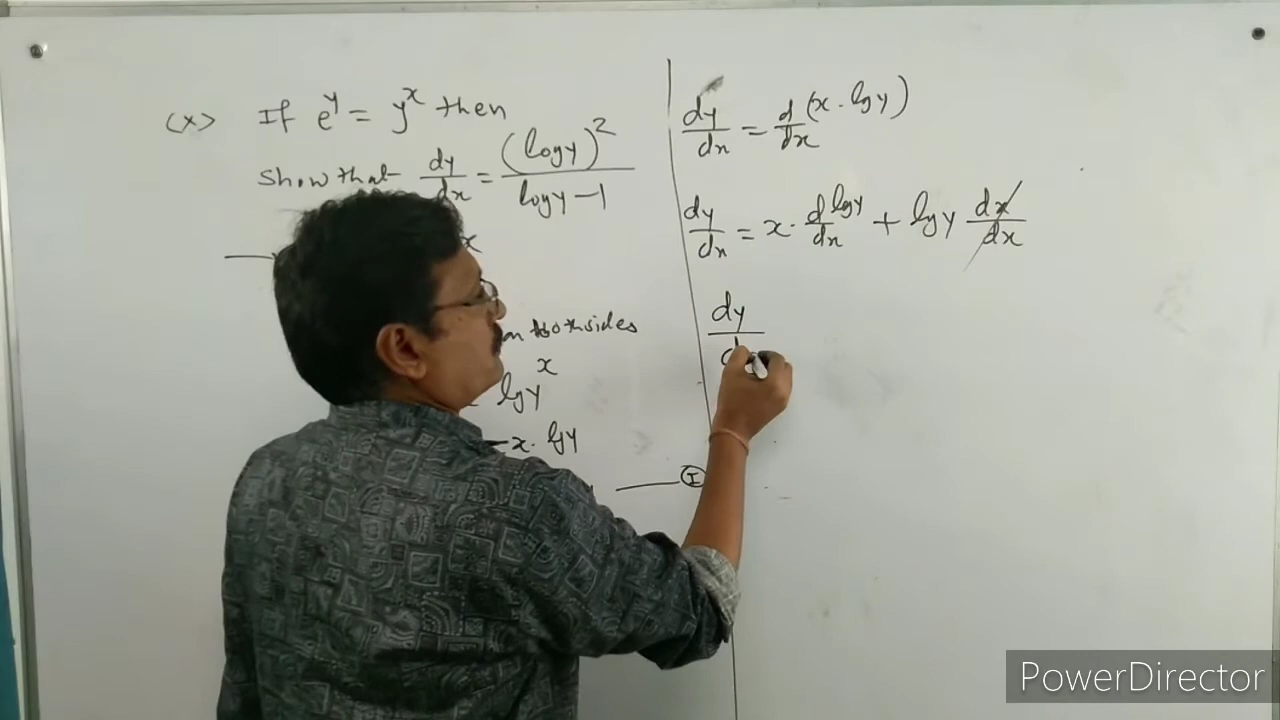 <x> If e^y = y^x then
Show that dy/dx = (logy)^2 / logy - 1
x
on both sides
logy^x
= x. logy
I
dy/dx = d/dx (x . logy)
dy/dx = x. d/dx logy + logy dx/dx
dy
d
PowerDirector